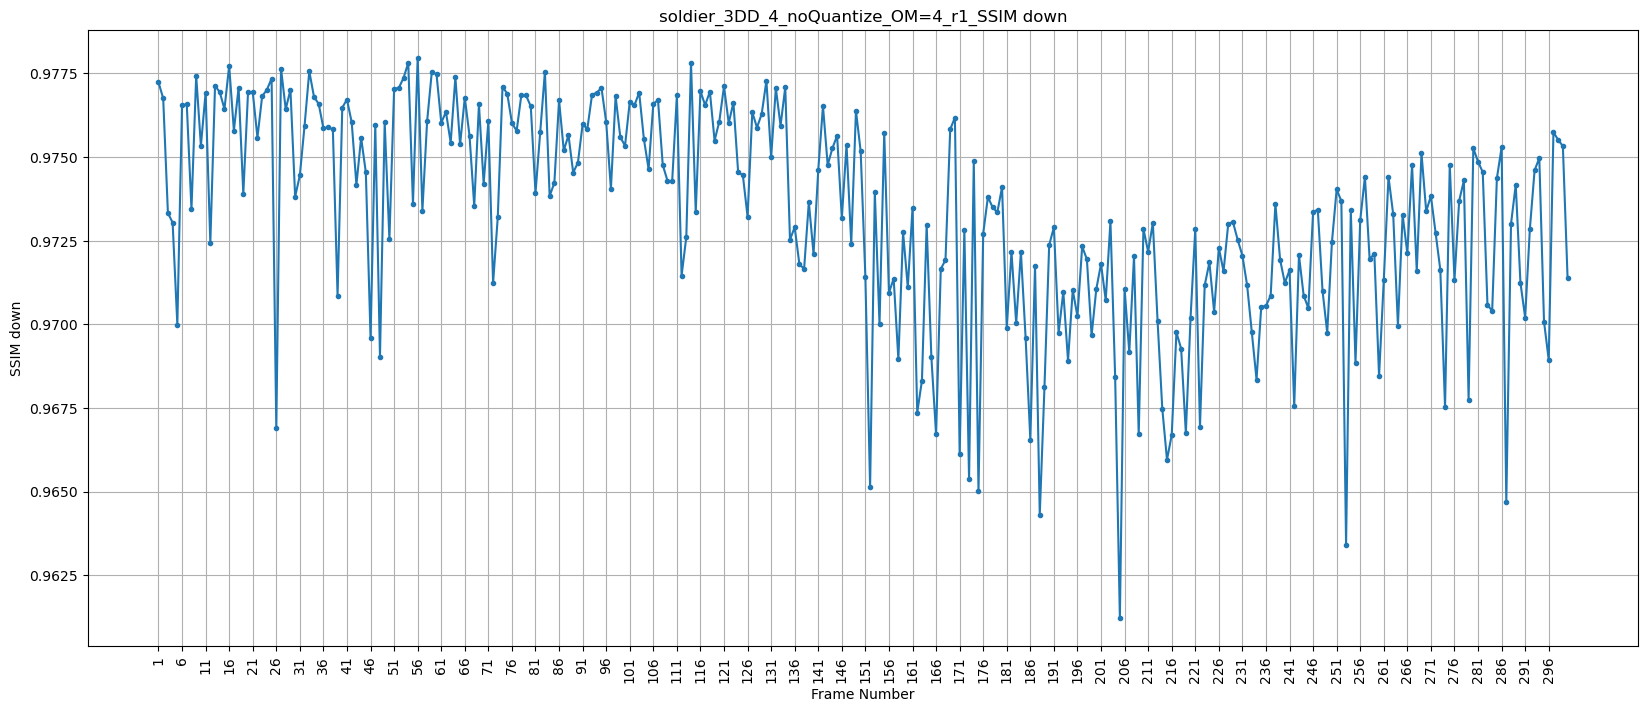 soldier_3DD_4_noQuantize_OM=4_r1_SSIM down
0.9775
0.9750
0.9725
0.9700
0.9675
0.9650
0.9625
SSIM down
1 6 11 16 21 26 31 36 41 46 51 56 61 66 71 76 81 86 91 96 101 106 111 116 121 126 131 136 141 146 151 156 161 166 171 176 181 186 191 196 201 206 211 216 221 226 231 236 241 246 251 256 261 266 271 276 281 286 291 296
Frame Number